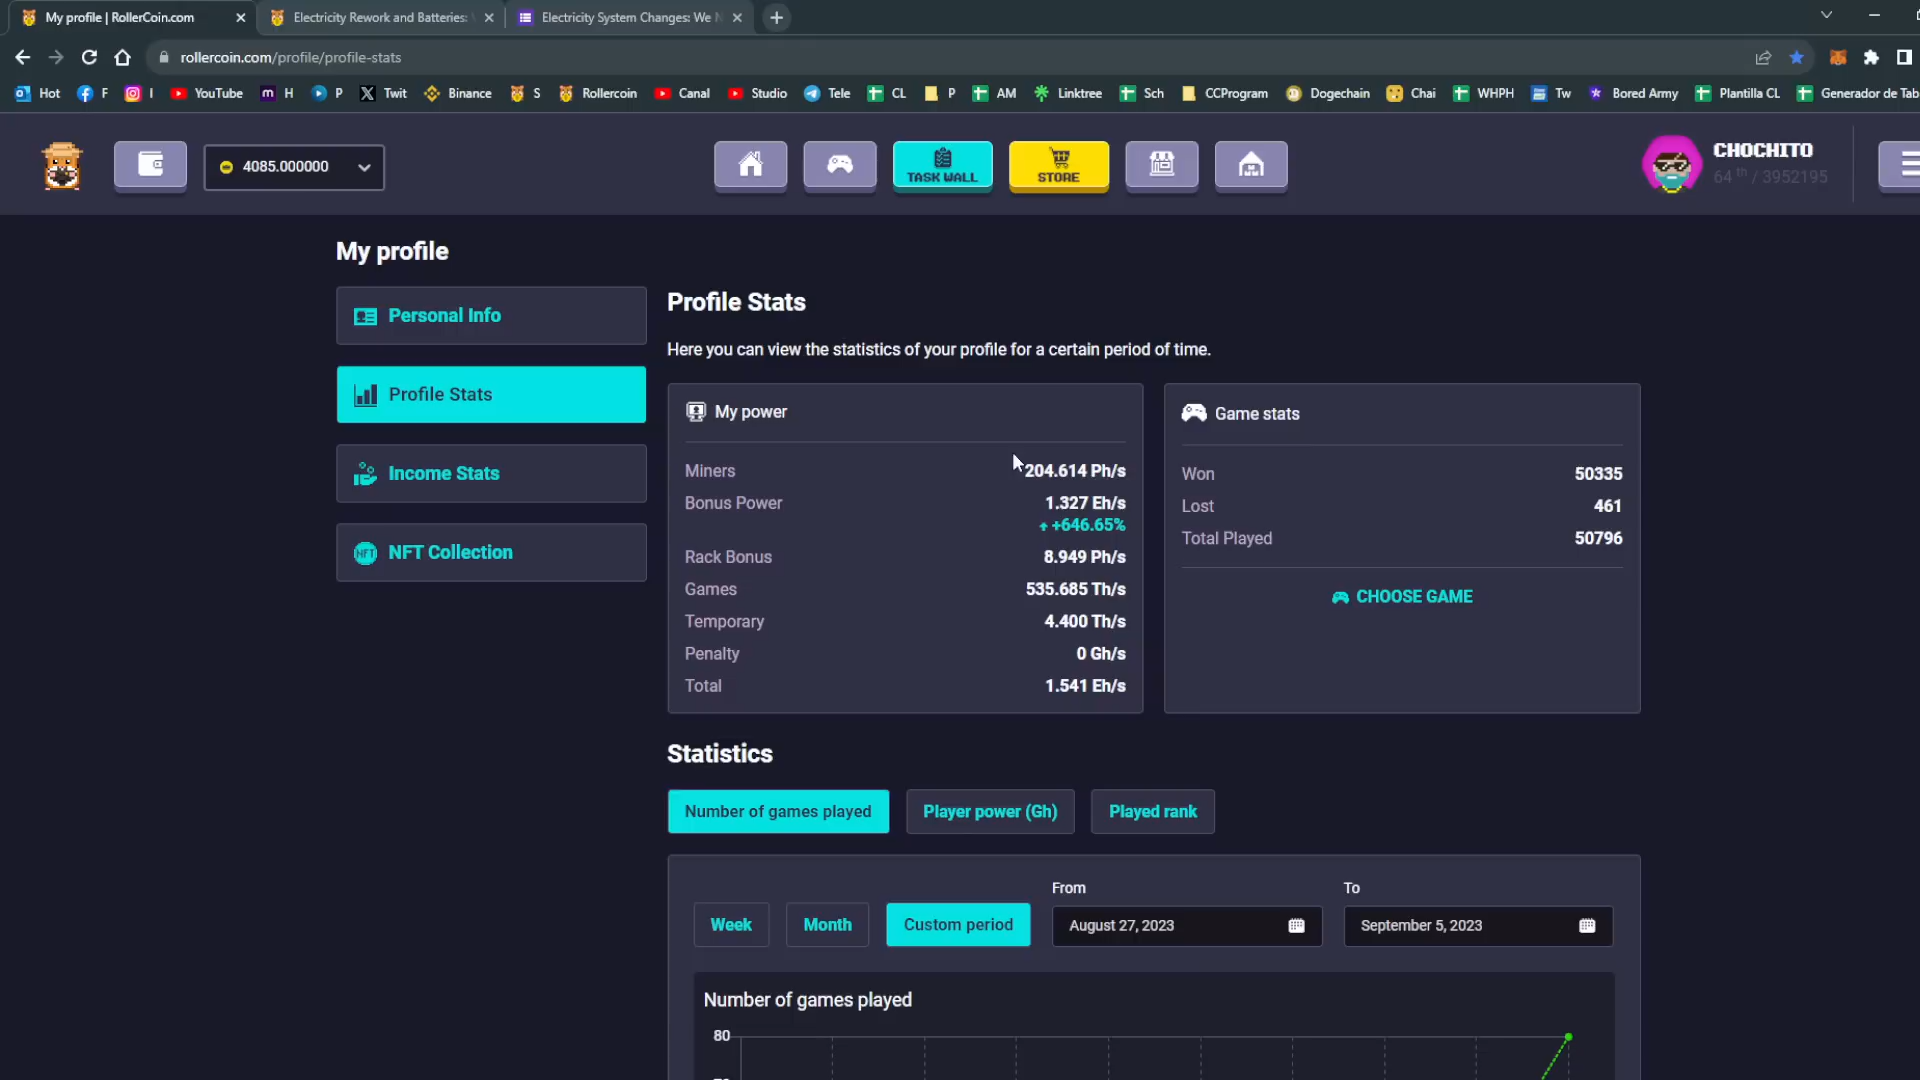 My profile | RollerCoin.com
Electricity Rework and Batteries:
Electricity System Changes: We
rollercoin.com/profile/profile-stats
Hot F I YouTube H P Twit Binance S Rollercoin Canal Studio Tele CL P AM Linktree Sch CCProgram Dogechain Chai WHPH Tw Bored Army Plantilla CL Generador de Tab
4085.000000
TASK WALL
STORE
CHOCHITO
64 th / 3952195
My profile
Personal Info
Profile Stats
Income Stats
NFT Collection
Profile Stats
Here you can view the statistics of your profile for a certain period of time.
My power
Miners 204.614 Ph/s
Bonus Power 1.327 Eh/s
+646.65%
Rack Bonus 8.949 Ph/s
Games 535.685 Th/s
Temporary 4.400 Th/s
Penalty 0 Gh/s
Total 1.541 Eh/s
Game stats
Won 50335
Lost 461
Total Played 50796
CHOOSE GAME
Statistics
Number of games played
Player power (Gh)
Played rank
Week
Month
Custom period
From
August 27, 2023
To
September 5, 2023
Number of games played
80